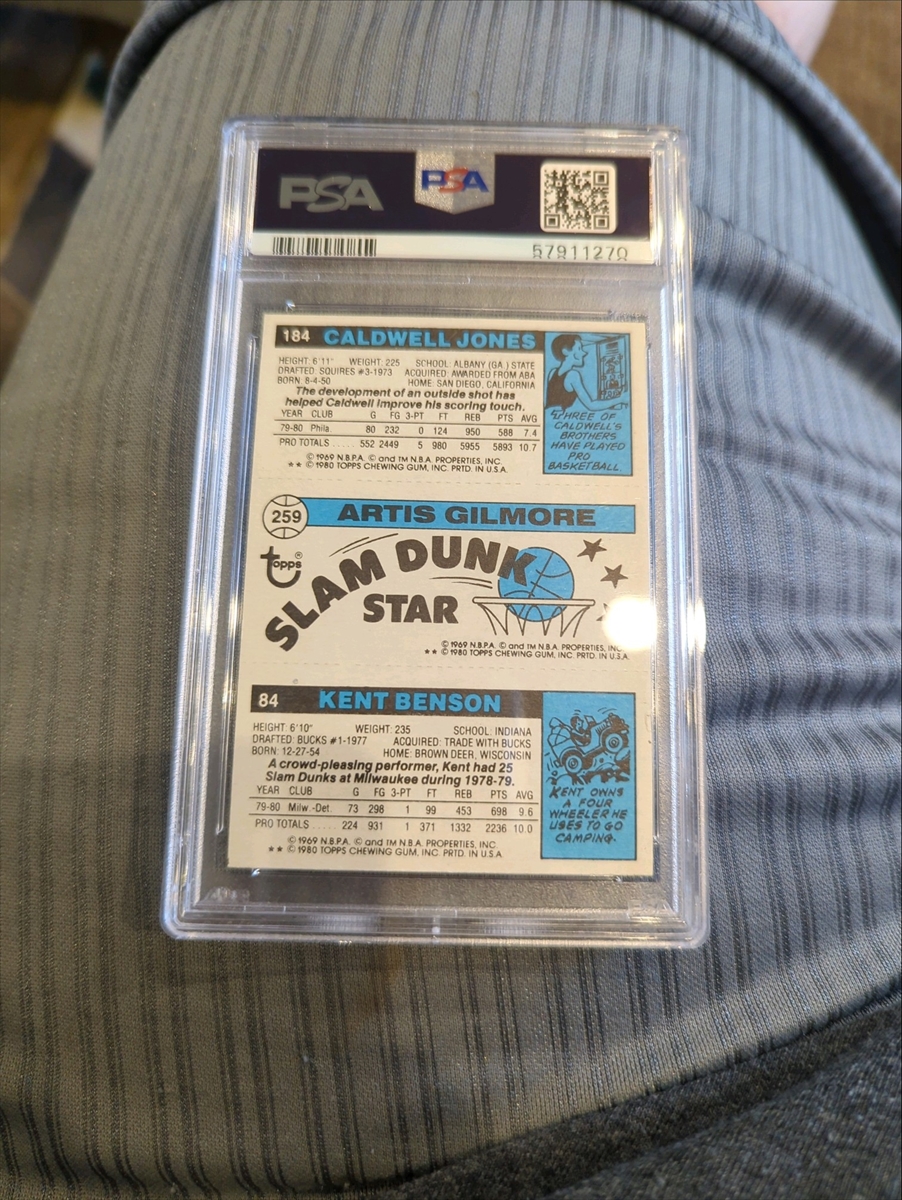 PSA PSA
57911270
184 CALDWELL JONES
HEIGHT: 6'11" WEIGHT: 225 SCHOOL: ALBANY (GA.) STATE
DRAFTED: SQUIRES #3-1973 ACQUIRED: AWARDED FROM ABA
BORN 8-4-50 HOME: SAN DIEGO, CALIFORNIA
The development of an outside shot has
helped Caldwell improve his scoring touch.
YEAR CLUB G FG 3-PT FT REB PTS AVG
79-80 Phila. 80 232 0 124 950 588 7.4
PRO TOTALS ..... 552 2449 5 980 5955 5893 10.7
© 1969 N.B.P.A. © and TM N.B.A. PROPERTIES, INC.
** © 1980 TOPPS CHEWING GUM, INC. PRTD. IN U.S.A.
THREE OF
CALDWELL'S
BROTHERS
HAVE PLAYED
PRO
BASKETBALL.
259 ARTIS GILMORE
topps®
SLAM DUNK
STAR
© 1969 N.B.P.A. © and TM N.B.A. PROPERTIES, INC.
** © 1980 TOPPS CHEWING GUM, INC. PRTD. IN U.S.A.
84 KENT BENSON
HEIGHT: 6'10" WEIGHT: 235 SCHOOL: INDIANA
DRAFTED: BUCKS #1-1977 ACQUIRED: TRADE WITH BUCKS
BORN: 12-27-54 HOME: BROWN DEER, WISCONSIN
A crowd-pleasing performer, Kent had 25
Slam Dunks at Milwaukee during 1978-79.
YEAR CLUB G FG 3-PT FT REB PTS AVG
79-80 Milw.-Det. 73 298 1 99 453 698 9.6
PRO TOTALS ..... 224 931 1 371 1332 2236 10.0
© 1969 N.B.P.A. © and TM N.B.A. PROPERTIES, INC.
** © 1980 TOPPS CHEWING GUM, INC. PRTD. IN U.S.A.
KENT OWNS
A FOUR
WHEELER HE
USES TO GO
CAMPING.